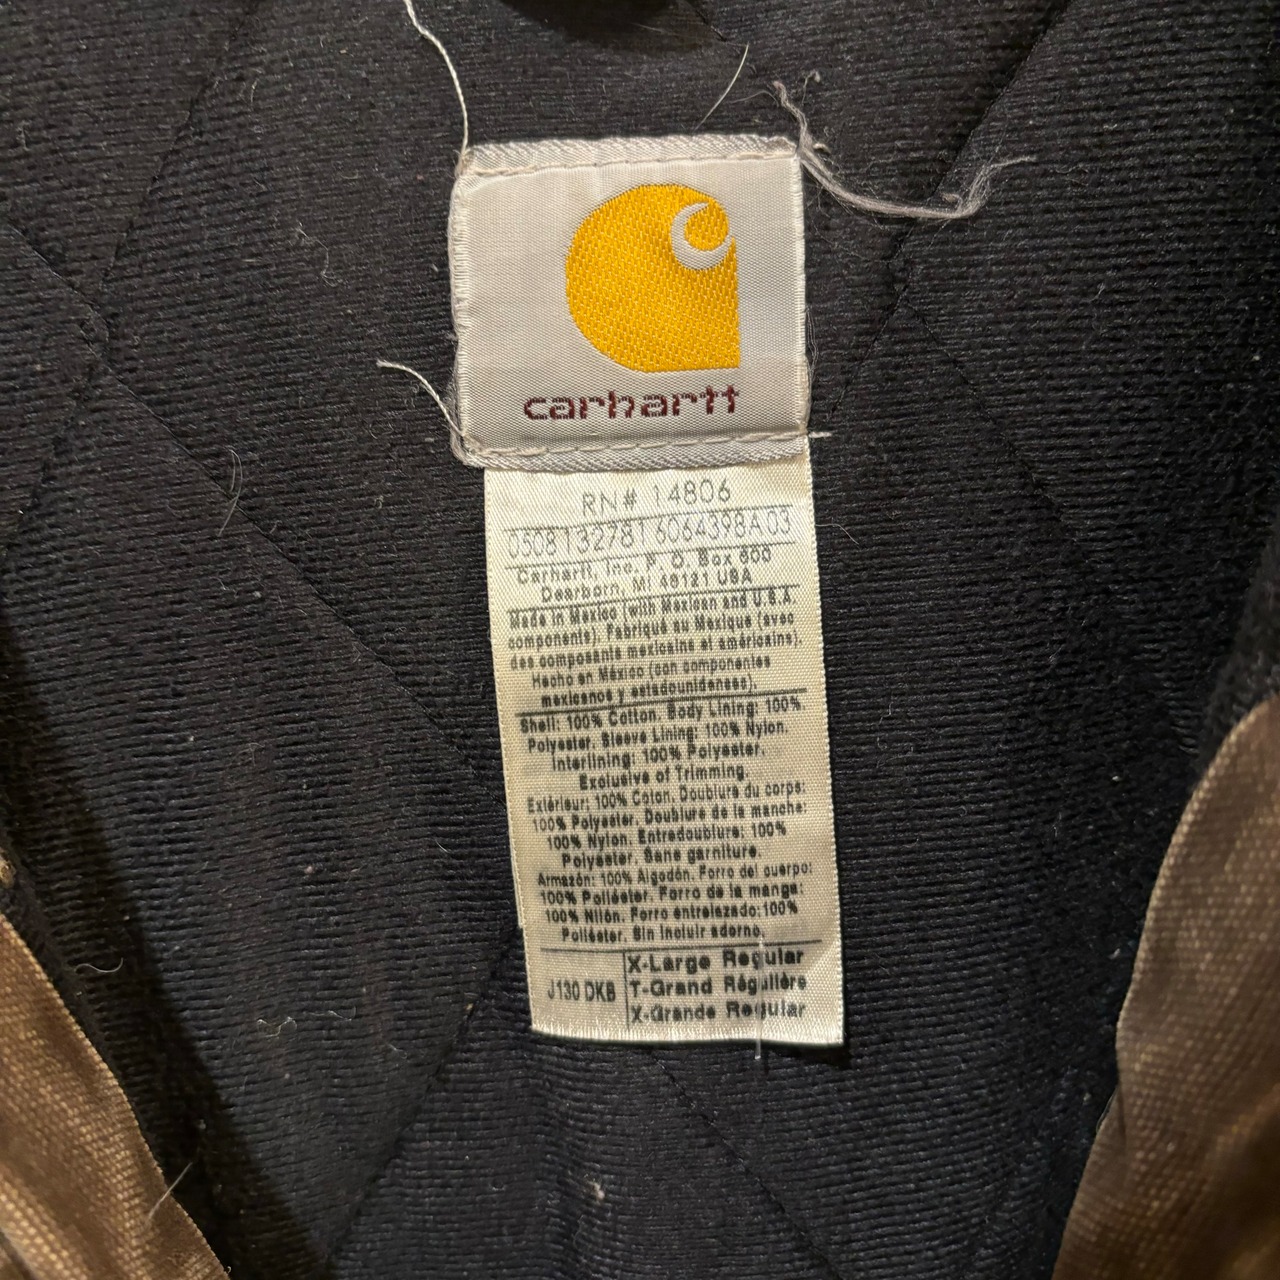 carhartt
RN# 14806
0508132781 6064398A03
Carhartt, Inc. P. O. Box 600
Dearborn, MI 48121 USA
Made in Mexico (with Mexican and U.S.A.
components). Fabriqué au Mexique (avec
des composants mexicains et américains).
Hecho en México (con componentes
mexicanos y estadounidenses).
Shell: 100% Cotton. Body Lining: 100%
Polyester. Sleeve Lining: 100% Nylon.
Interlining: 100% Polyester.
Exclusive of Trimming.
Extérieur: 100% Coton. Doublure du corps:
100% Polyester. Doublure de la manche:
100% Nylon. Entredoublure: 100%
Polyester. Sans garniture.
Armazón: 100% Algodón. Forro del cuerpo:
100% Poliéster. Forro de la manga:
100% Nilón. Forro entrelazado: 100%
Poliéster. Sin incluir adorno.
J130 DKB
X-Large Regular
T-Grand Régulière
X-Grande Regular